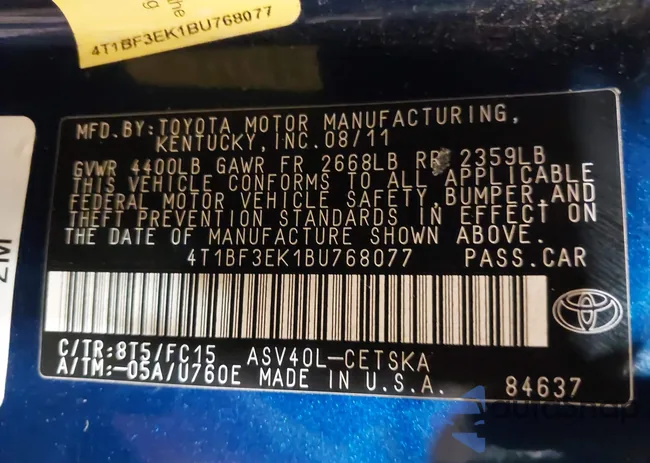 the
4T1BF3EK1BU768077
MFD.BY:TOYOTA MOTOR MANUFACTURING,
KENTUCKY, INC.08/11
GVWR 4400LB GAWR FR 2668LB RR 2359LB
THIS VEHICLE CONFORMS TO ALL APPLICABLE
FEDERAL MOTOR VEHICLE SAFETY,BUMPER,AND
THEFT PREVENTION STANDARDS IN EFFECT ON
THE DATE OF MANUFACTURE SHOWN ABOVE.
4T1BF3EK1BU768077 PASS.CAR
C/TR:8T5/FC15 ASV40L-CETSKA
A/TM:-05A/U760E MADE IN U.S.A. 84637